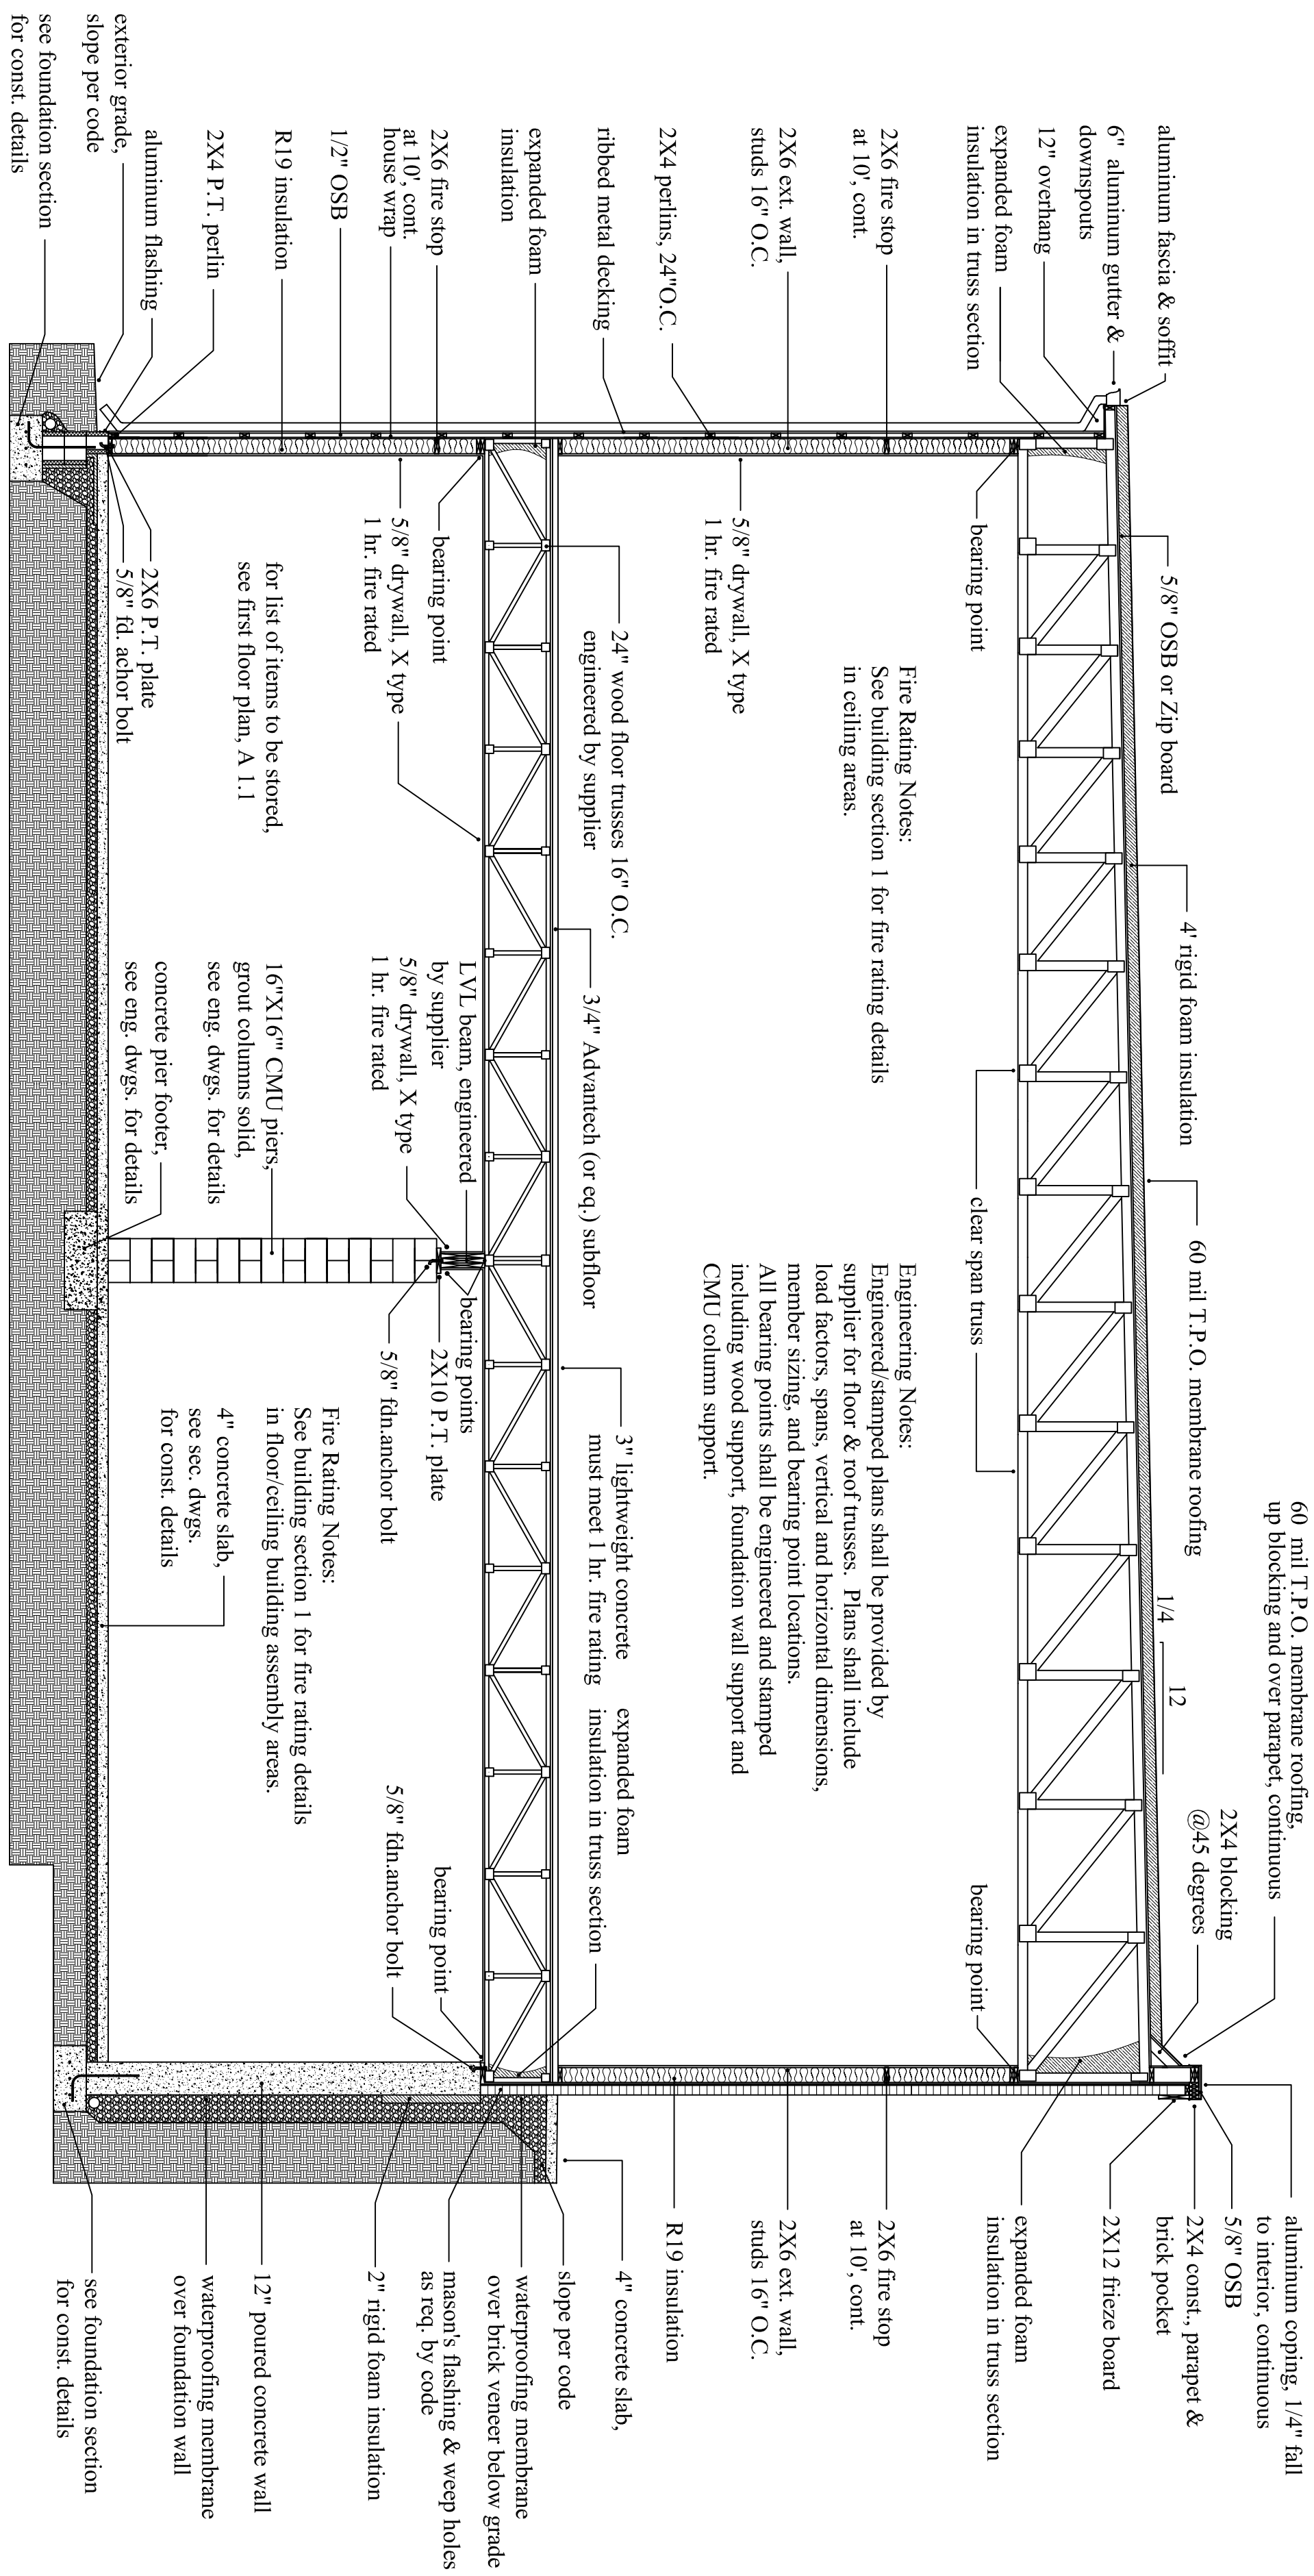 60 mil T.P.O. membrane roofing,
up blocking and over parapet, continuous
aluminum coping, 1/4" fall
to interior, continuous
5/8" OSB
2X4 const., parapet &
brick pocket
2X12 frieze board
2X4 blocking
@45 degrees
1/4
12
60 mil T.P.O. membrane roofing
4' rigid foam insulation
5/8" OSB or Zip board
aluminum fascia & soffit
6"  aluminum gutter &
downspouts
12" overhang
expanded foam
insulation in truss section
bearing point
clear span truss
bearing point
expanded foam
insulation in truss section
2X6 fire stop
at 10', cont.
2X6 ext. wall,
studs 16" O.C.
2X4 perlins, 24"O.C.
ribbed metal decking
Fire Rating Notes:
See building section 1 for fire rating details
in ceiling areas.
5/8" drywall, X type
1 hr. fire rated
Engineering Notes:
Engineered/stamped plans shall be provided by
supplier for floor & roof trusses.  Plans shall include
load factors, spans, vertical and horizontal dimensions,
member sizing, and bearing point locations.
All bearing points shall be engineered and stamped
including wood support, foundation wall support and
CMU column support.
2X6 fire stop
at 10', cont.
2X6 ext. wall,
studs 16" O.C.
R19 insulation
4" concrete slab,
slope per code
expanded foam
insulation
24" wood floor trusses 16" O.C.
engineered by supplier
3/4" Advantech (or eq.) subfloor
3" lightweight concrete
must meet 1 hr. fire rating
expanded foam
insulation in truss section
waterproofing membrane
over brick veneer below grade
mason's flashing & weep holes
as req. by code
2" rigid foam insulation
2X6 fire stop
at 10', cont.
house wrap
1/2" OSB
R19 insulation
2X4 P.T. perlin
aluminum flashing
exterior grade,
slope per code
see foundation section
for const. details
bearing point
5/8" drywall, X type
1 hr. fire rated
for list of items to be stored,
see first floor plan, A 1.1
2X6 P.T. plate
5/8" fd. achor bolt
LVL beam, engineered
by supplier
5/8" drywall, X type
1 hr. fire rated
16"X16"' CMU piers,
grout columns solid,
see eng. dwgs. for details
concrete pier footer,
see eng. dwgs. for details
bearing points
2X10 P.T. plate
5/8" fdn.anchor bolt
Fire Rating Notes:
See building section 1 for fire rating details
in floor/ceiling building assembly areas.
4" concrete slab,
see sec. dwgs.
for const. details
bearing point
5/8" fdn.anchor bolt
12" poured concrete wall
waterproofing membrane
over foundation wall
see foundation section
for const. details